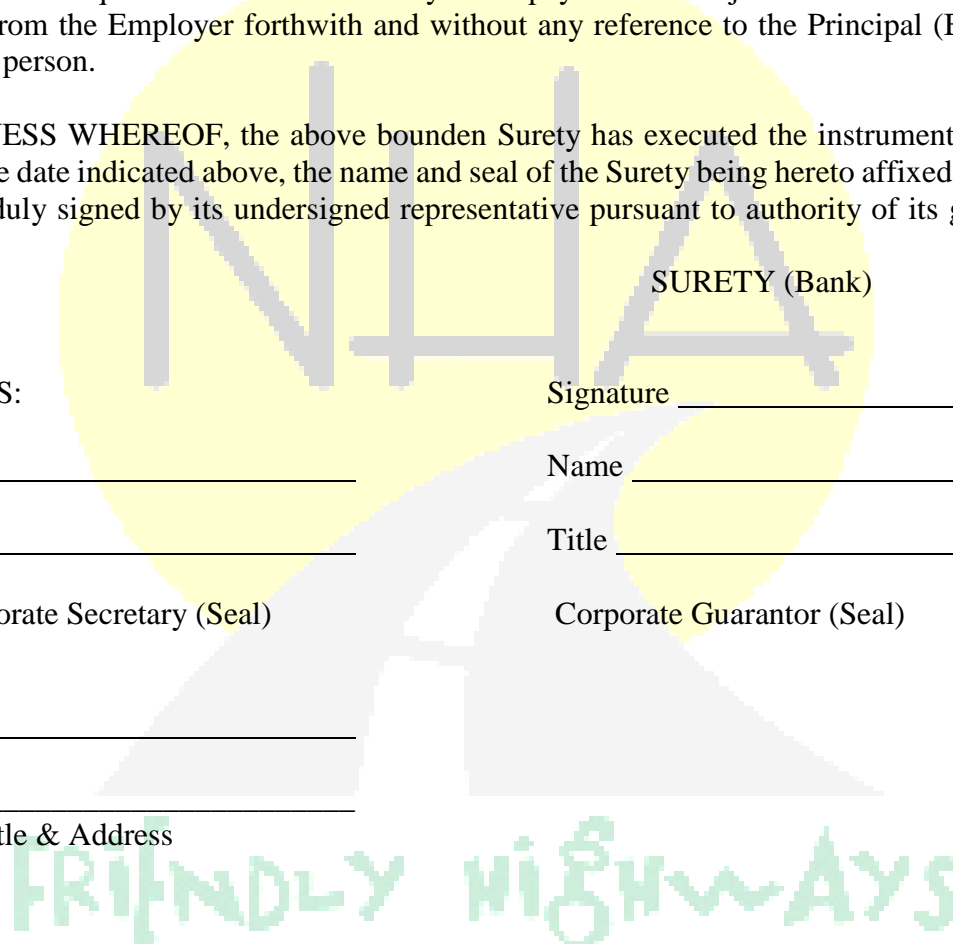 from the Employer forthwith and without any reference to the Principal (
person.
WHEREOF, the above bounden Surety has executed the instrument
date indicated above, the name and seal of the Surety being hereto affixed
duly signed by its undersigned representative pursuant to authority of its
NHA
SURETY (Bank)
S: Signature
Name
Title
orate Secretary (Seal) Corporate Guarantor (Seal)
tle & Address
FRIENDLY HIGHWAYS